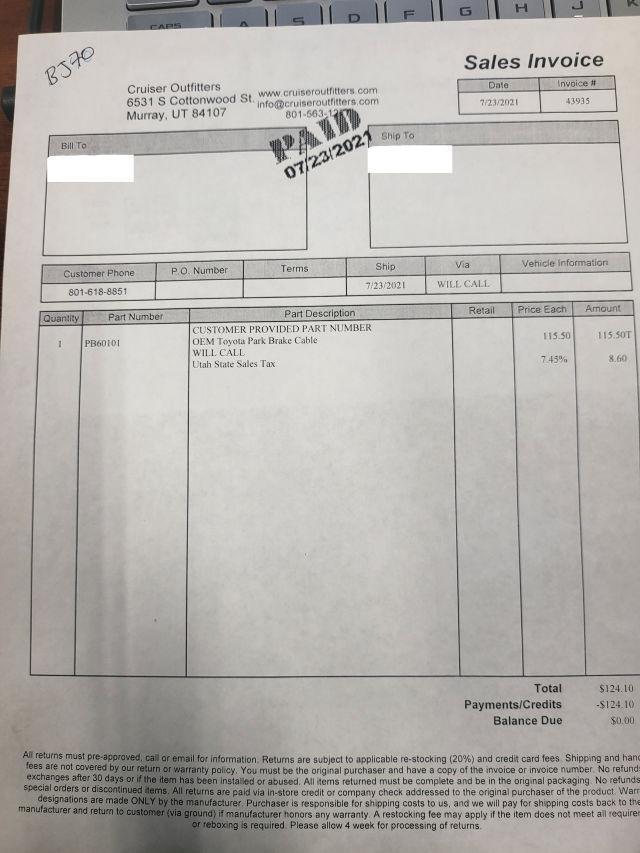 CAPS A S D F G H J K
BJ70
Sales Invoice
Cruiser Outfitters
6531 S Cottonwood St.
Murray, UT 84107
www.cruiseroutfitters.com
info@cruiseroutfitters.com
801-563-
Date Invoice #
7/23/2021 43935
PAID
07/23/2021
Bill To
Ship To
Customer Phone P.O. Number Terms Ship Via Vehicle Information
801-618-8851 7/23/2021 WILL CALL
Quantity Part Number Part Description Retail Price Each Amount
CUSTOMER PROVIDED PART NUMBER
1 PB60101 OEM Toyota Park Brake Cable 115.50 115.50T
WILL CALL
Utah State Sales Tax 7.45% 8.60
Total $124.10
Payments/Credits -$124.10
Balance Due $0.00
All returns must pre-approved, call or email for information. Returns are subject to applicable re-stocking (20%) and credit card fees. Shipping and
fees are not covered by our return or warranty policy. You must be the original purchaser and have a copy of the invoice or invoice number. No
exchanges after 30 days or if the item has been installed or abused. All items returned must be complete and be in the original packaging. No refunds
special orders or discontinued items. All returns are paid via in-store credit or company check addressed to the original purchaser of the product.
designations are made ONLY by the manufacturer. Purchaser is responsible for shipping costs to us, and we will pay for shipping costs back to the
manufacturer and return to customer (via ground) if manufacturer honors any warranty. A restocking fee may apply if the item does not meet all
or reboxing is required. Please allow 4 week for processing of returns.